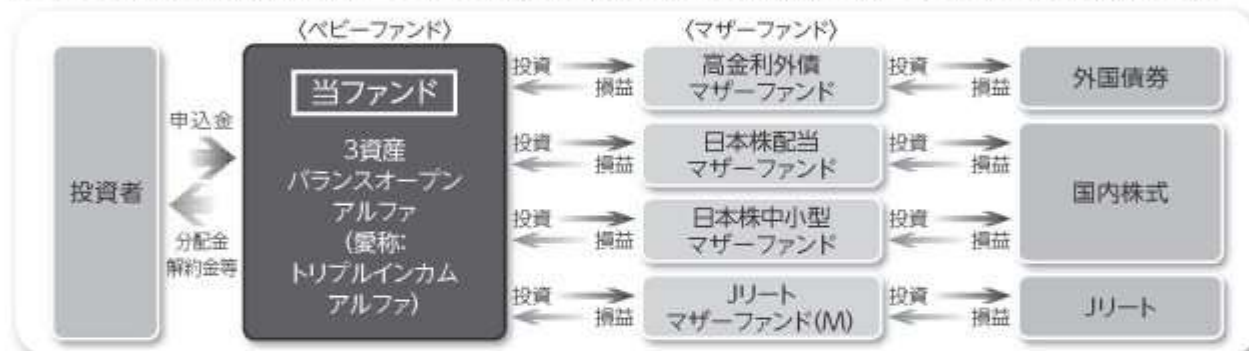 〈ベビーファンド〉
〈マザーファンド〉
投資者
申込金
分配金
解約金等
当ファンド
3資産
バランスオープン
アルファ
(愛称:
トリプルインカム
アルファ)
投資
損益
高金利外債
マザーファンド
投資
損益
外国債券
投資
損益
日本株配当
マザーファンド
投資
損益
国内株式
投資
損益
日本株中小型
マザーファンド
投資
損益
投資
損益
Jリート
マザーファンド(M)
投資
損益
Jリート